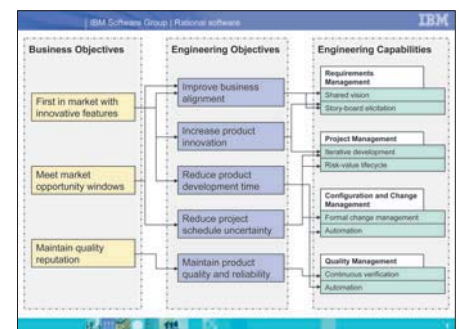 IBM Software Group | Rational software
IBM
Business Objectives
Engineering Objectives
Engineering Capabilities
First in market with
innovative features
Meet market
opportunity windows
Maintain quality
reputation
Improve business
alignment
Increase product
innovation
Reduce product
development time
Reduce project
schedule uncertainty
Maintain product
quality and reliability
Requirements
Management
Shared vision
Story-board elicitation
Project Management
Iterative development
Risk-value lifecycle
Configuration and Change
Management
Formal change management
Automation
Quality Management
Continuous verification
Automation